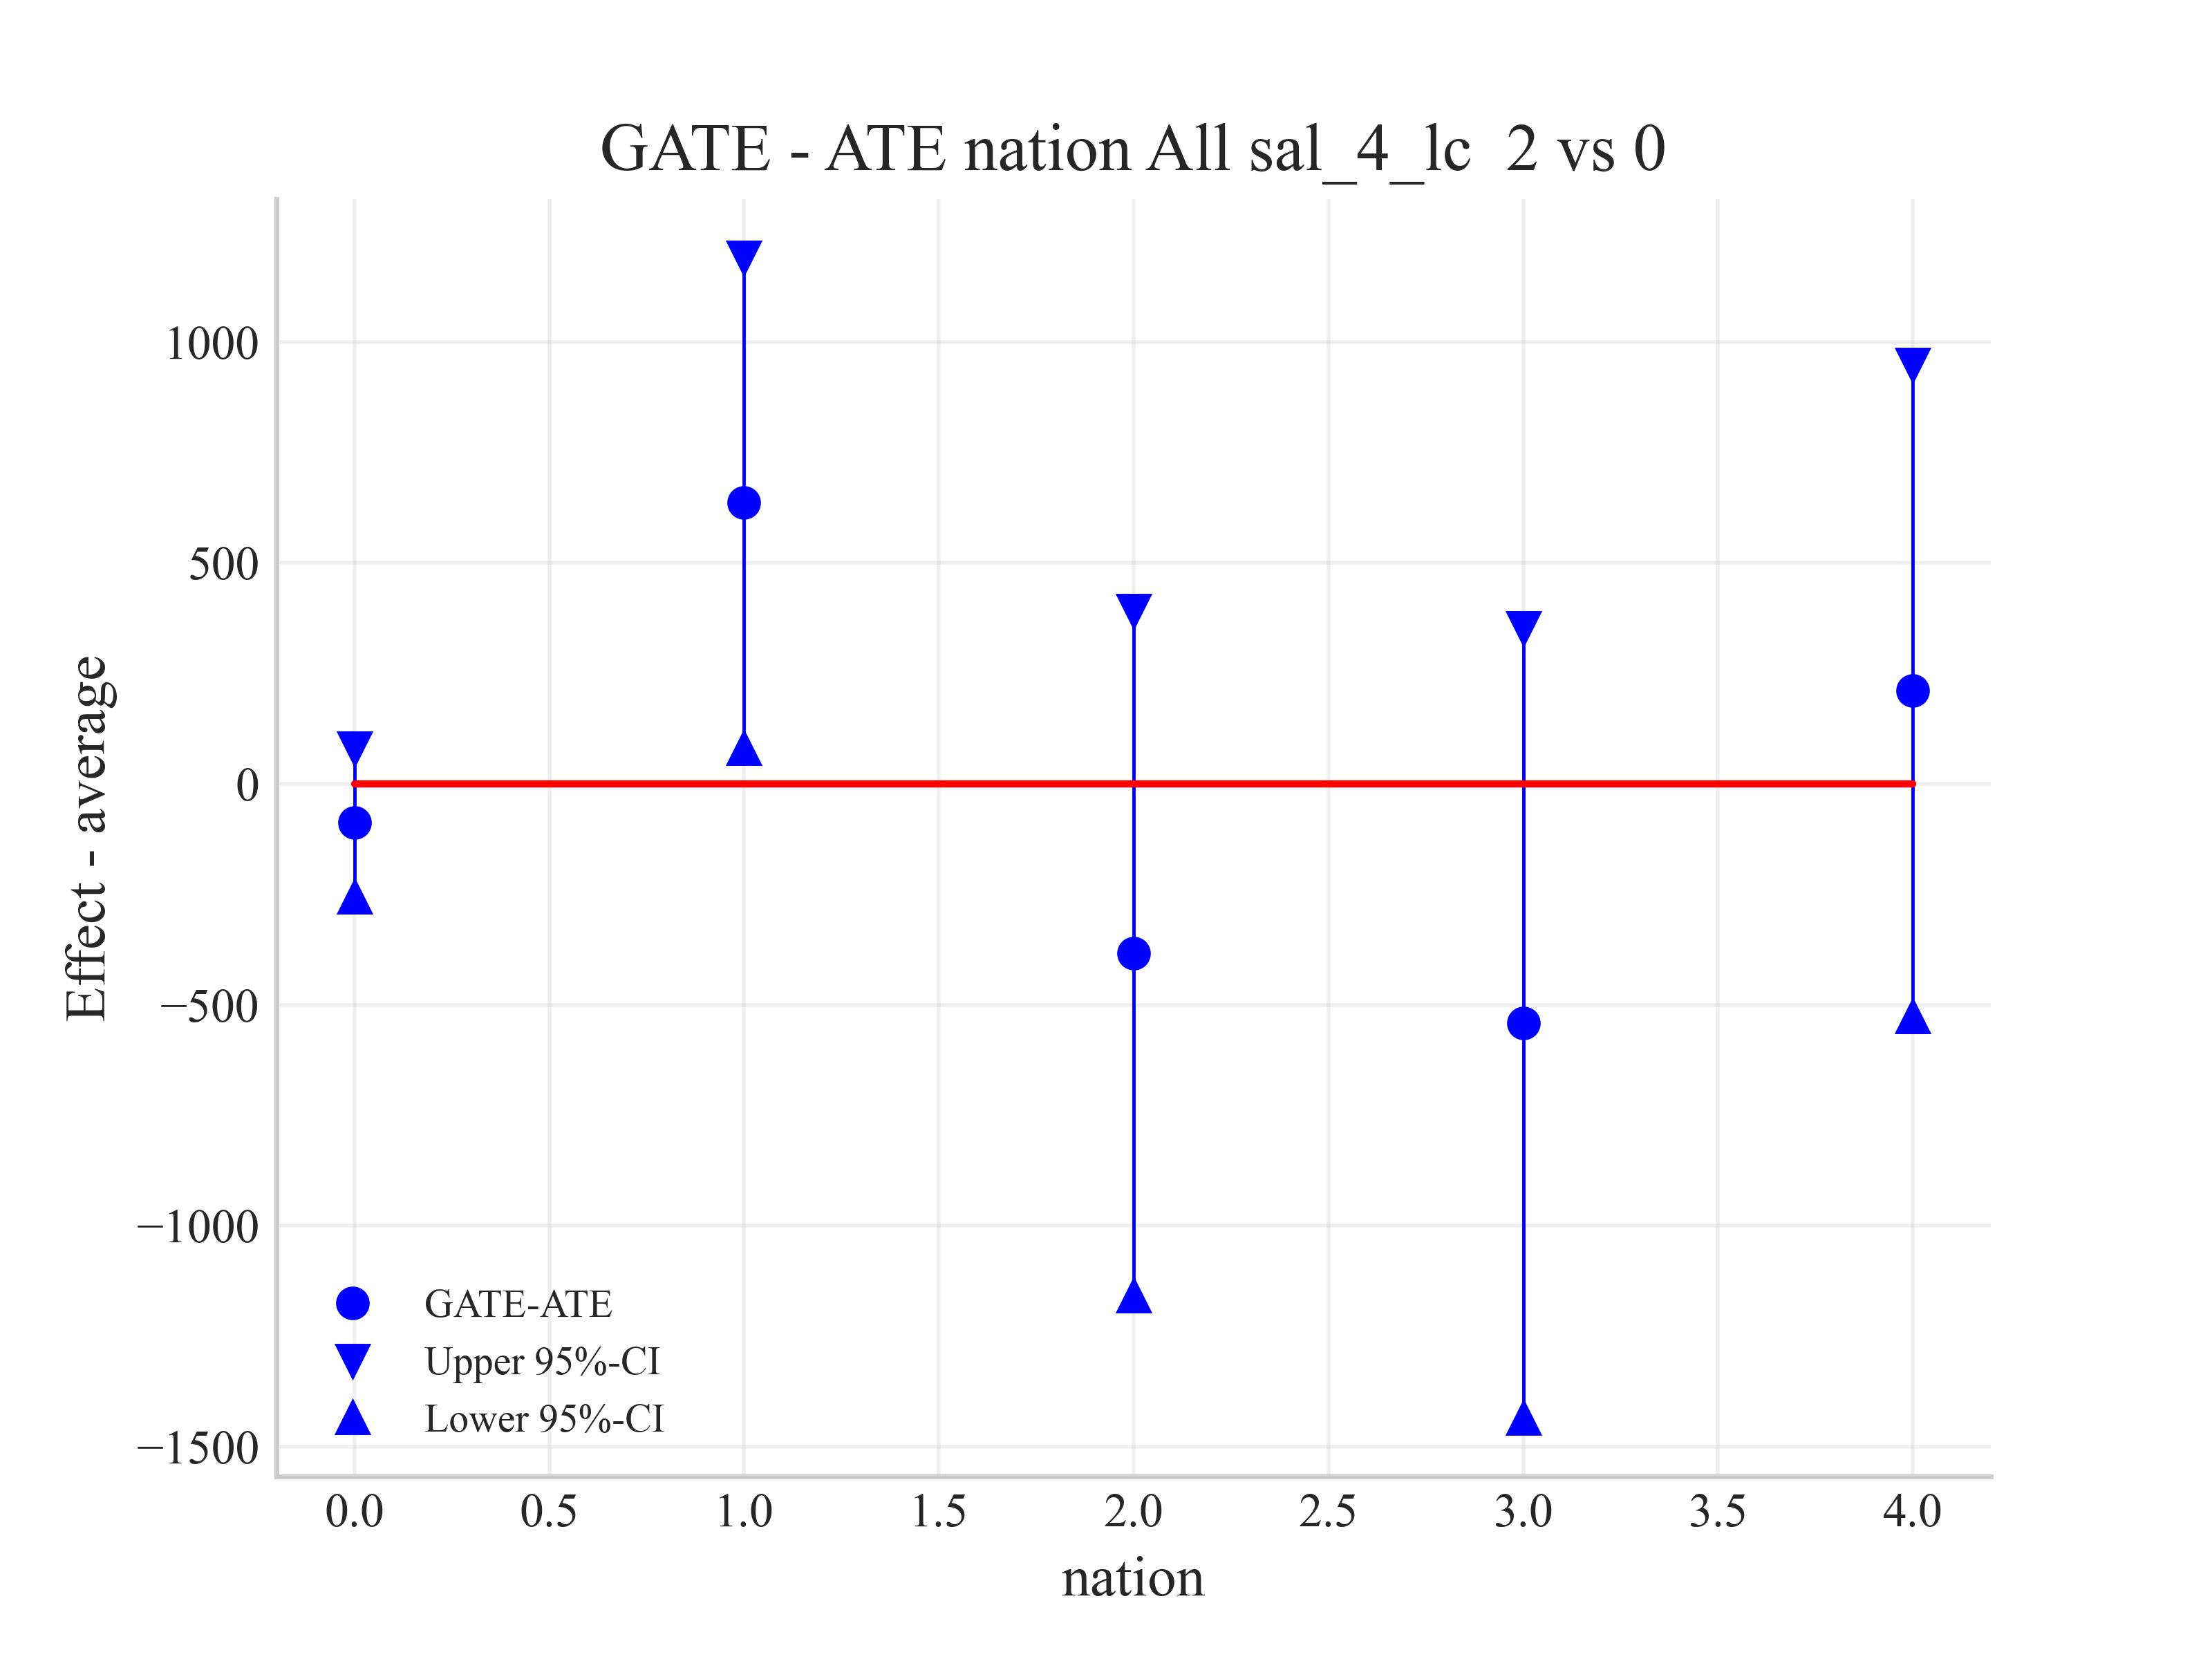 GATE - ATE nation All sal_4_lc  2 vs 0
Effect - average
1000
500
0
−500
−1000
−1500
GATE-ATE
Upper 95%-CI
Lower 95%-CI
0.0 0.5 1.0 1.5 2.0 2.5 3.0 3.5 4.0
nation